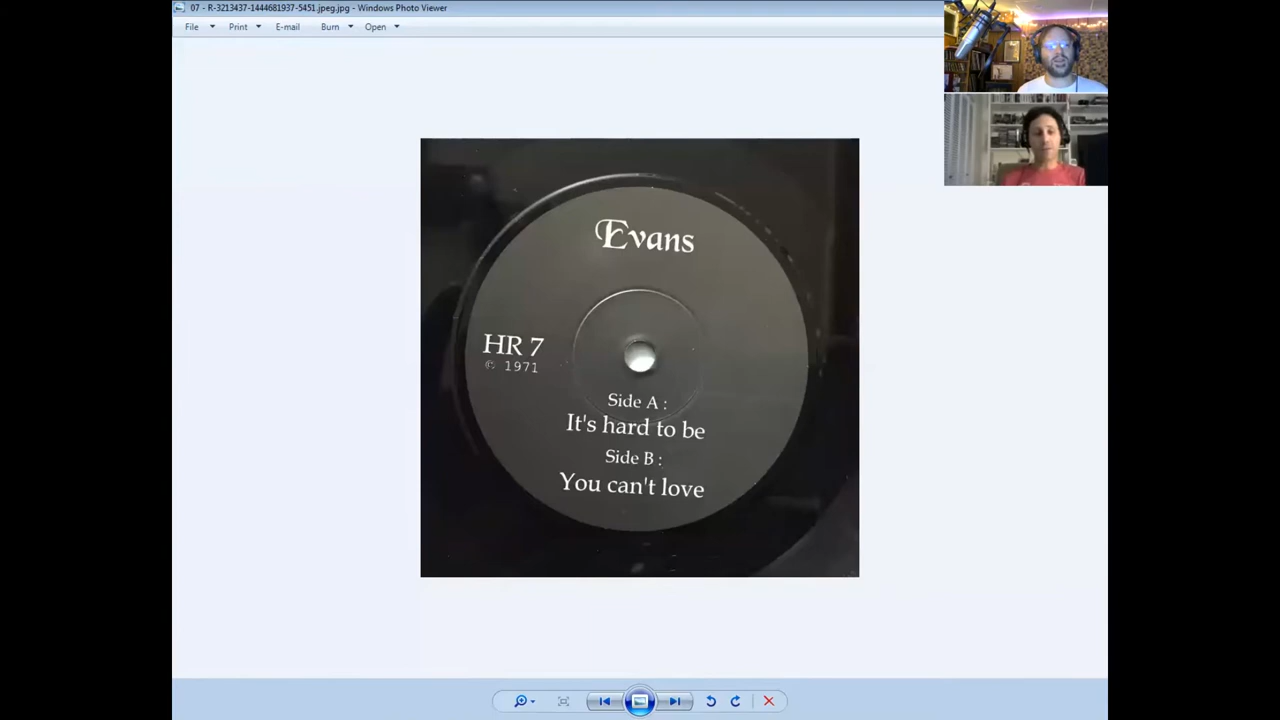 07 - R-3213437-1444681937-5451.jpeg.jpg - Windows Photo Viewer
File Print E-mail Burn Open
Evans
HR 7
© 1971
Side A :
It's hard to be
Side B :
You can't love